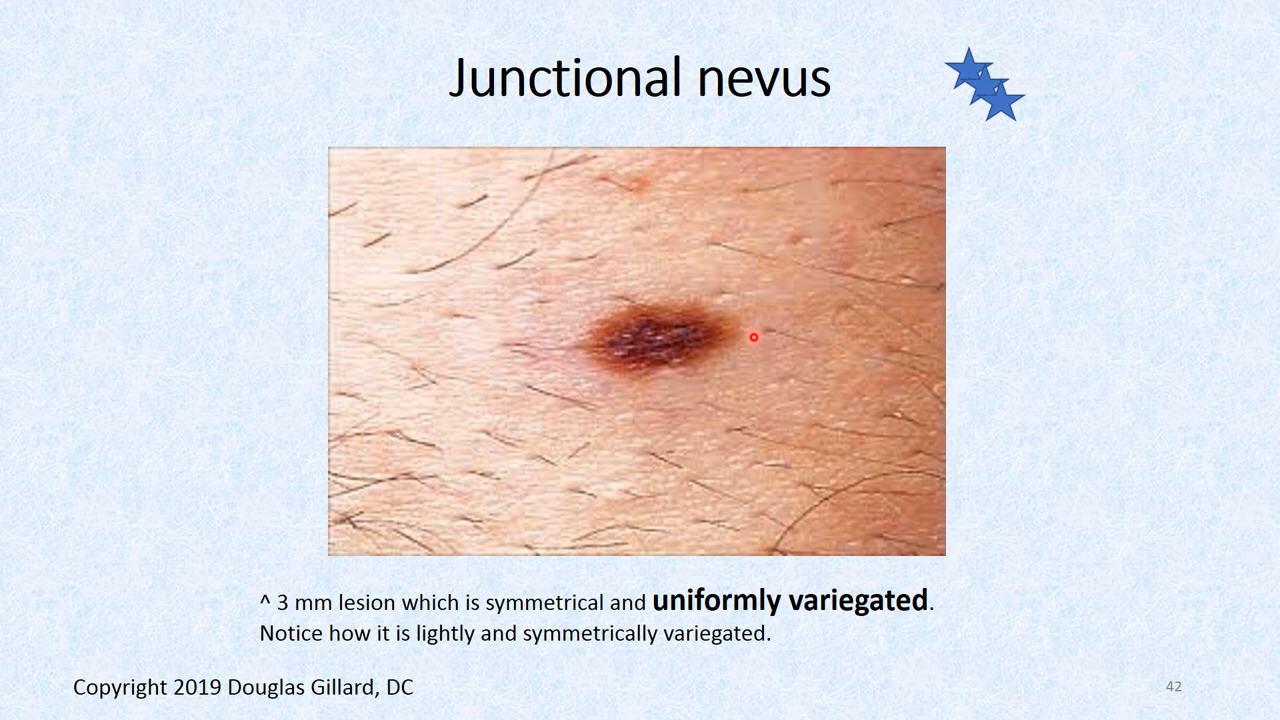 Junctional nevus
^ 3 mm lesion which is symmetrical and uniformly variegated.
Notice how it is lightly and symmetrically variegated.
Copyright 2019 Douglas Gillard, DC
42